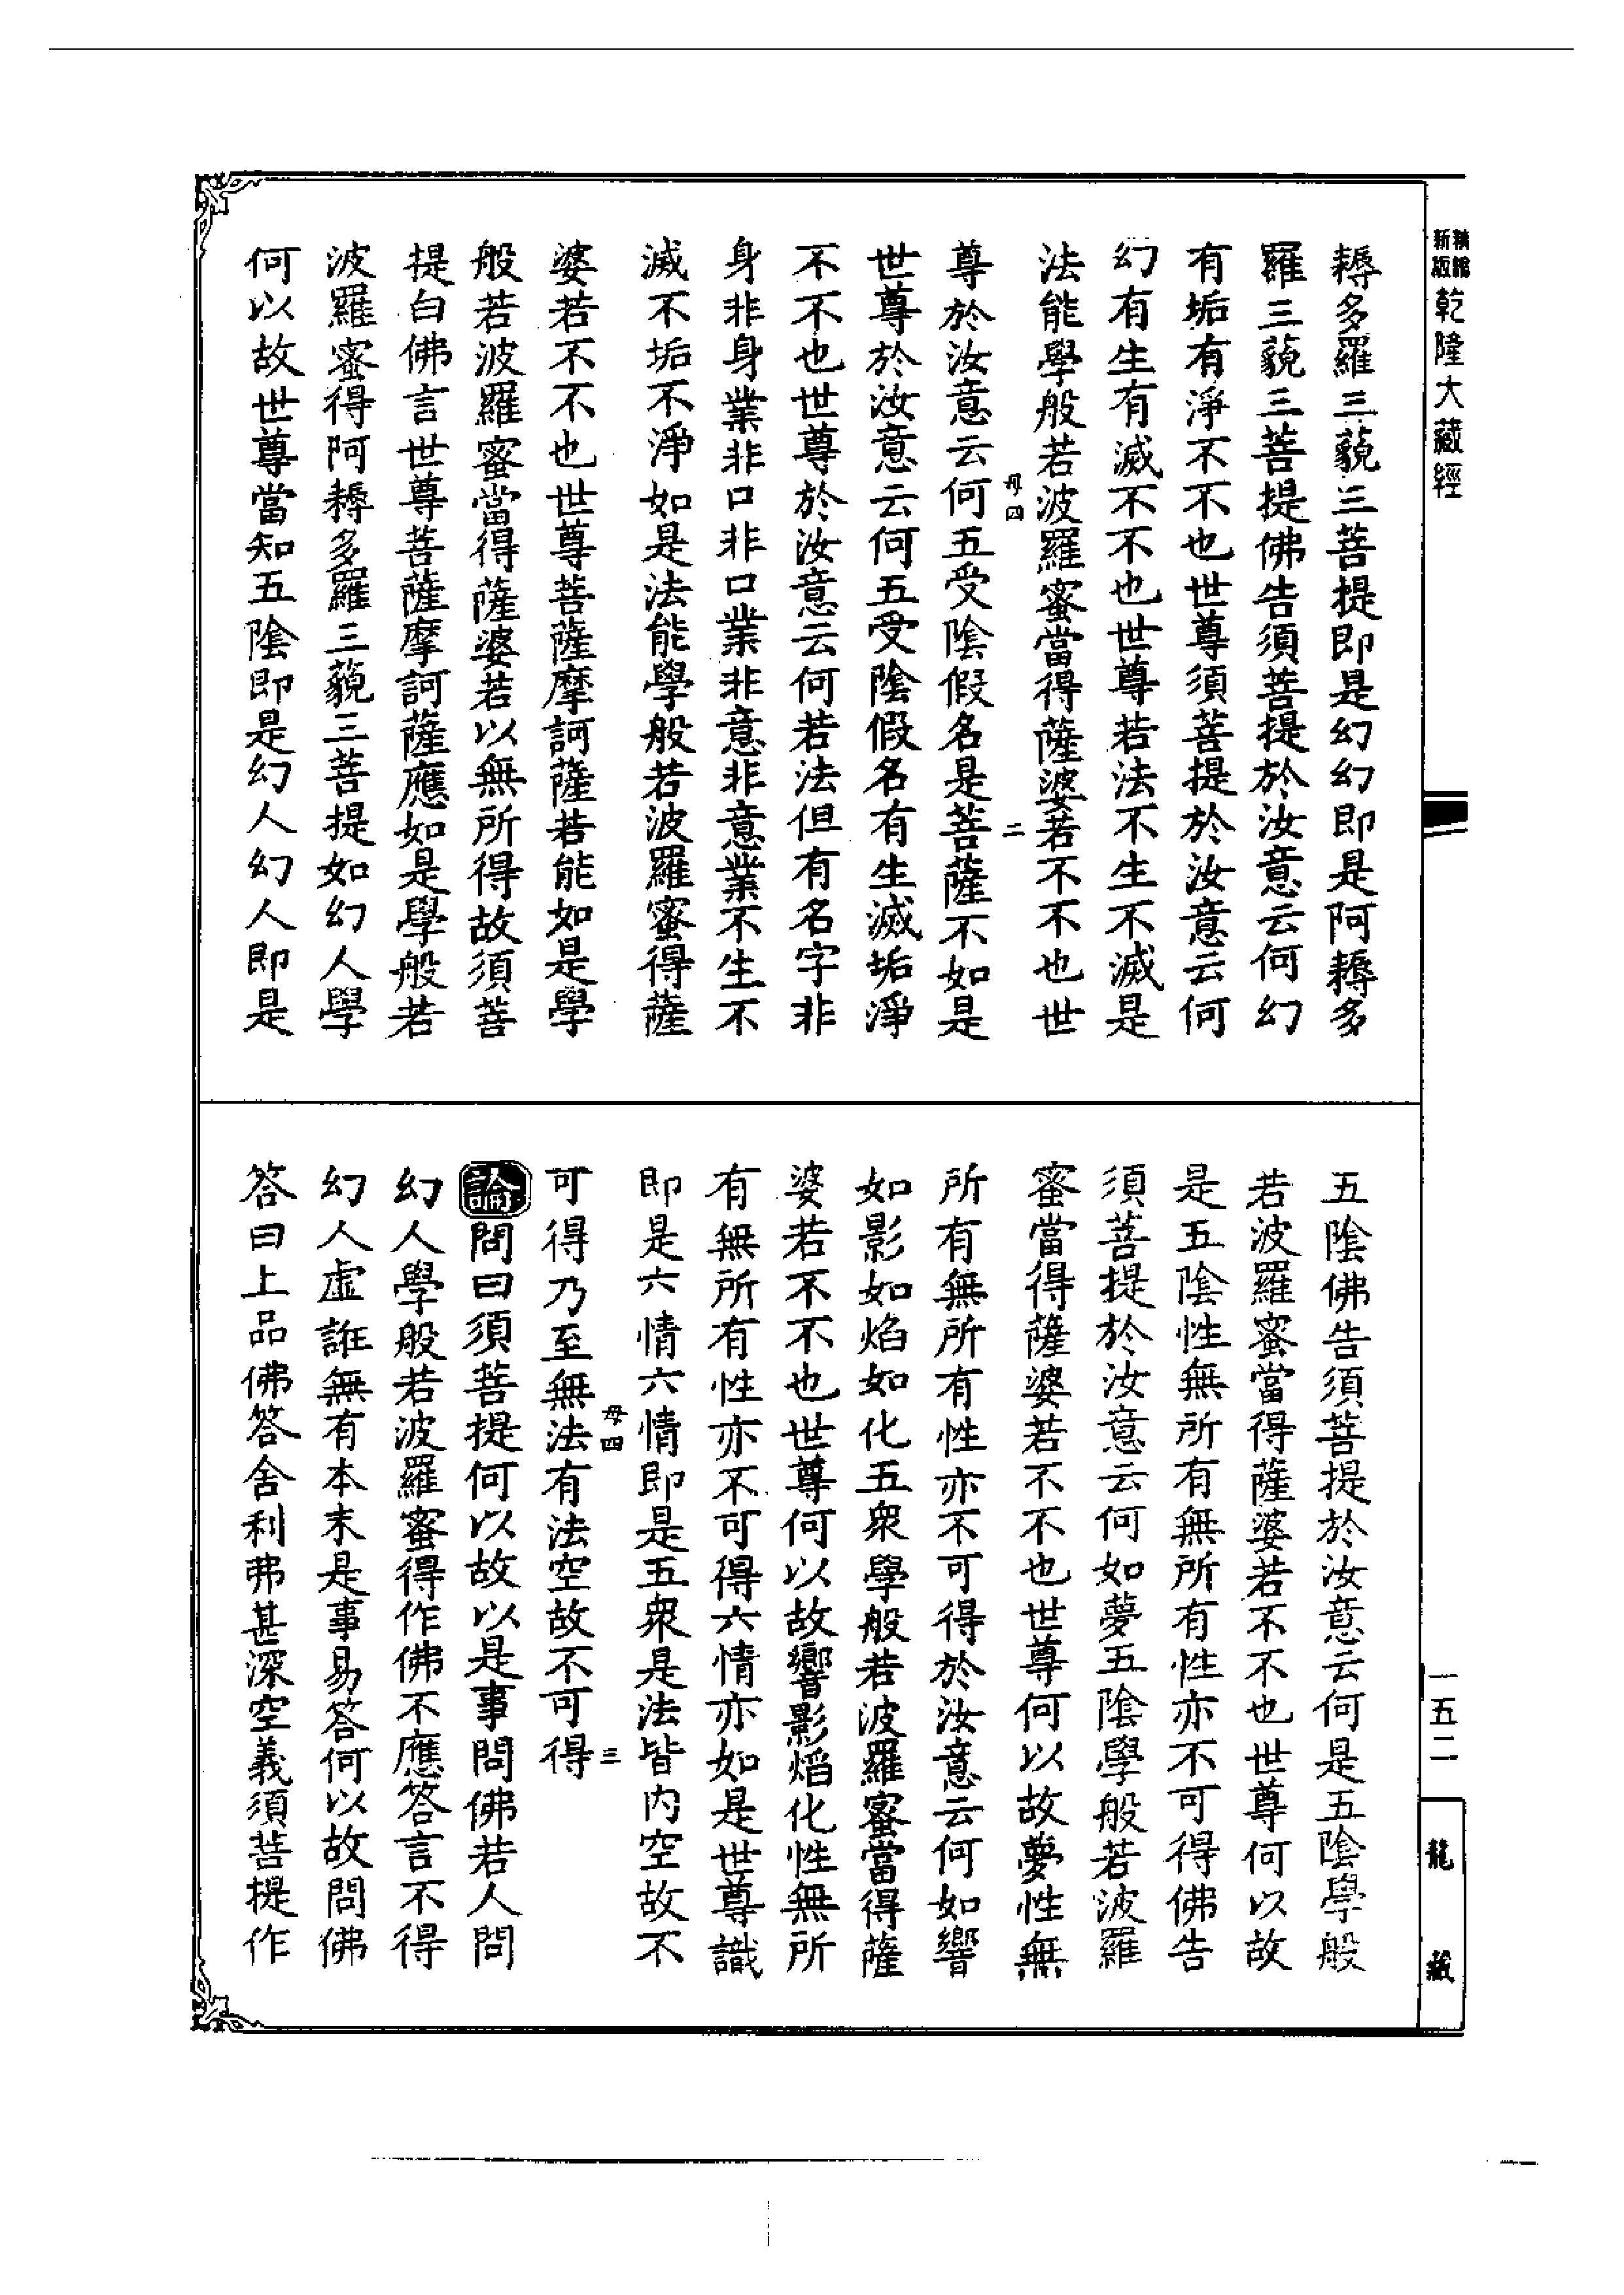 新版
精縮
乾隆大藏經
耨多羅三藐三菩提即是幻幻即是阿耨多
羅三藐三菩提佛告須菩提於汝意云何幻
有垢有淨不不也世尊須菩提於汝意云何
幻有生有滅不不也世尊若法不生不滅是
法能學般若波羅蜜當得薩婆若不不也世
母四
二
尊於汝意云何五受陰假名是菩薩不如是
世尊於汝意云何五受陰假名有生滅垢淨
不不也世尊於汝意云何若法但有名字非
身非身業非口非口業非意非意業不生不
滅不垢不淨如是法能學般若波羅蜜得薩
婆若不不也世尊菩薩摩訶薩若能如是學
般若波羅蜜當得薩婆若以無所得故須菩
提白佛言世尊菩薩摩訶薩應如是學般若
波羅蜜得阿耨多羅三藐三菩提如幻人學
何以故世尊當知五陰即是幻人幻人即是
五陰佛告須菩提於汝意云何是五陰學般
若波羅蜜當得薩婆若不不也世尊何以故
是五陰性無所有無所有性亦不可得佛告
須菩提於汝意云何如夢五陰學般若波羅
蜜當得薩婆若不不也世尊何以故夢性無
所有無所有性亦不可得於汝意云何如響
如影如焰如化五眾學般若波羅蜜當得薩
婆若不不也世尊何以故響影焰化性無所
有無所有性亦不可得六情亦如是世尊識
即是六情六情即是五眾是法皆內空故不
母四
三
可得乃至無法有法空故不可得
論問曰須菩提何以故以是事問佛若人問
幻人學般若波羅蜜得作佛不應答言不得
幻人虛誑無有本末是事易答何以故問佛
答曰上品佛答舍利弗甚深空義須菩提作
一五二
龍藏